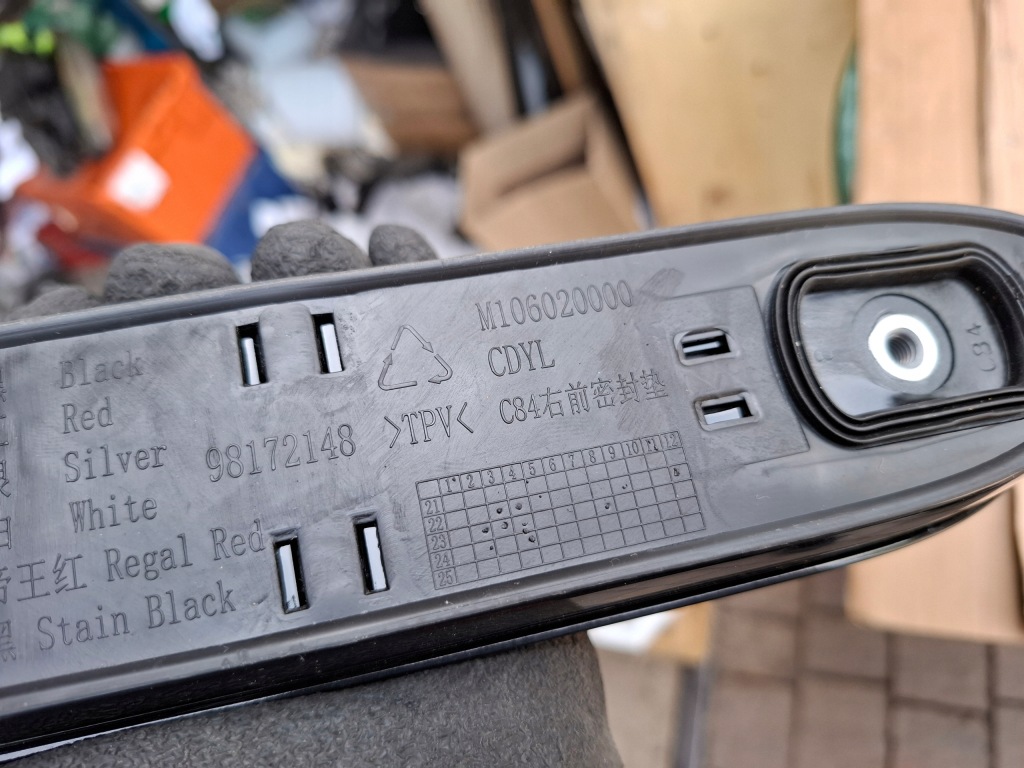 Black
Red
Silver 98172148
White
帝王红 Regal Red
Stain Black
M106020000
CDYL
>TPV< C84右前密封垫
1 2 3 4 5 6 7 8 9 10 11 12
21
22
23
24
25
C84